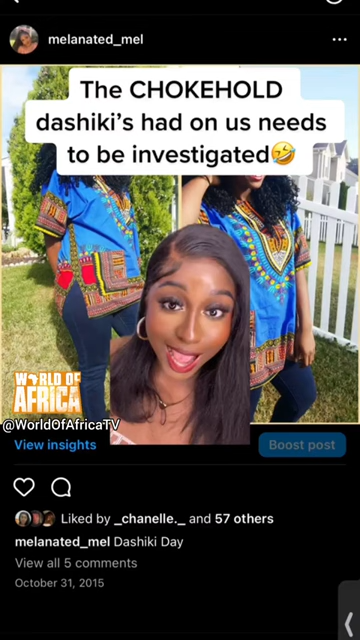 melanated_mel
The CHOKEHOLD
dashiki's had on us needs
to be investigated🤣
WORLD OF
AFRICA
@WorldOfAfricaTV
View insights
Boost post
Liked by _chanelle._ and 57 others
melanated_mel Dashiki Day
View all 5 comments
October 31, 2015